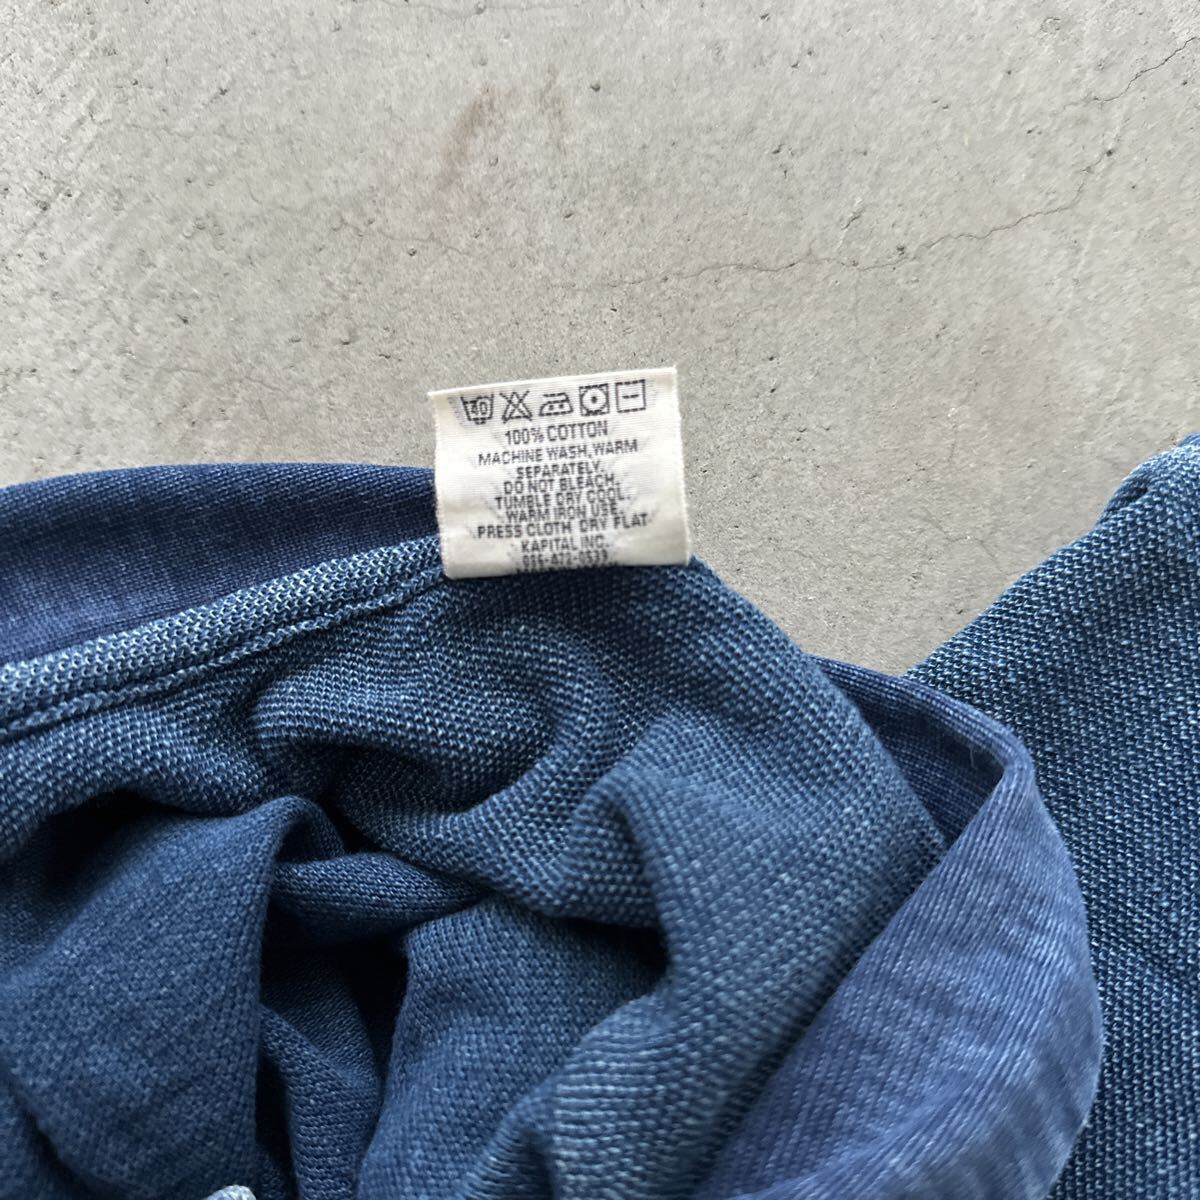 40
100% COTTON
MACHINE WASH, WARM
SEPARATELY.
DO NOT BLEACH.
TUMBLE DRY COOL.
WARM IRON USE.
PRESS CLOTH DRY FLAT
KAPITAL INC.